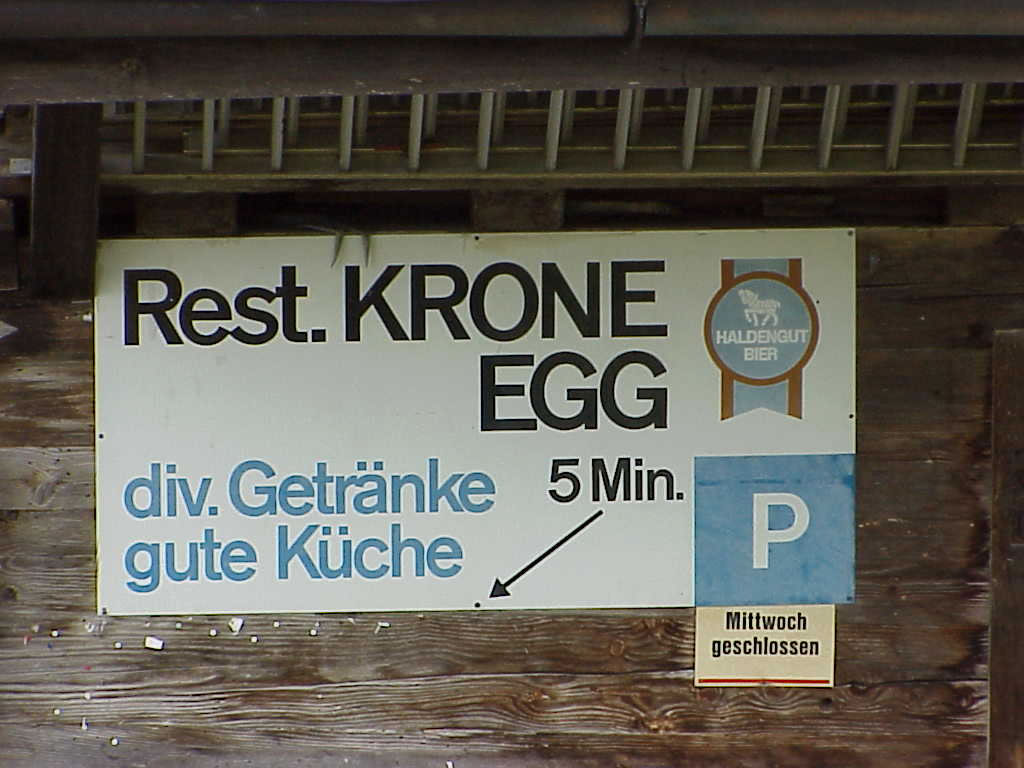 Rest. KRONE
EGG
HALDENGUT
BIER
div. Getränke
gute Küche
5 Min.
P
Mittwoch
geschlossen